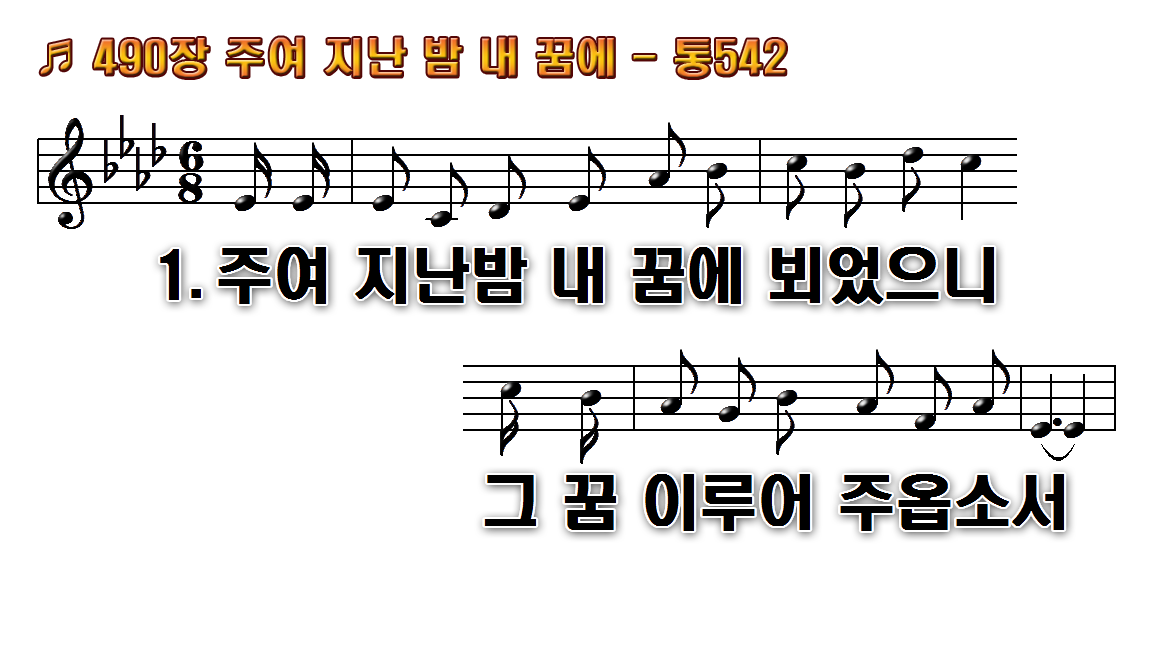 ♬ 490장 주여 지난 밤 내 꿈에 - 통542
6
8
1. 주여 지난밤 내 꿈에 뵈었으니
그 꿈 이루어 주옵소서